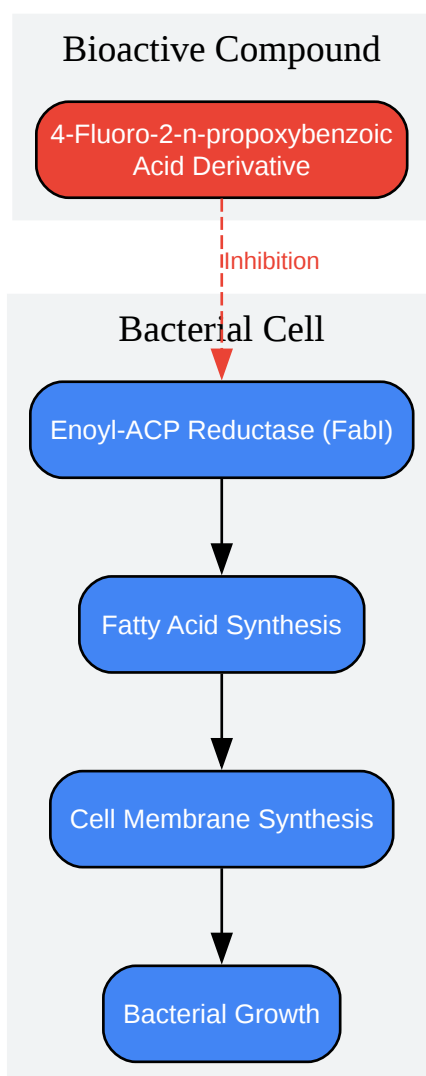 Bioactive Compound
4-Fluoro-2-n-propoxybenzoic
Acid Derivative
Inhibition
Bacterial Cell
Enoyl-ACP Reductase (FabI)
Fatty Acid Synthesis
Cell Membrane Synthesis
Bacterial Growth